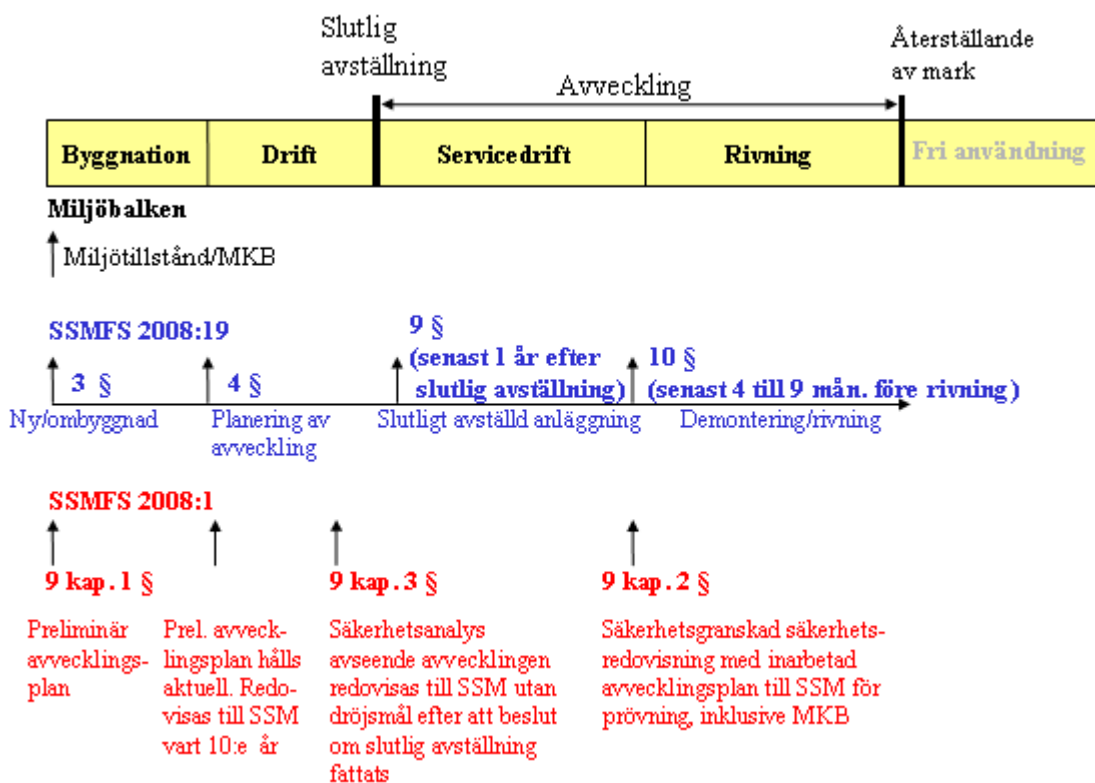 Slutlig
avställning
Återställande
av mark
Avveckling
Byggnation
Drift
Servicedrift
Rivning
Fri användning
Miljöbalken
Miljötillstånd/MKB
SSMFS 2008:19
3 §
4 §
9 §
(senast 1 år efter
slutlig avställning)
10 §
(senast 4 till 9 mån. före rivning)
Ny/ombyggnad
Planering av
avveckling
Slutligt avställd anläggning
Demontering/rivning
SSMFS 2008:1
9 kap. 1 §
Preliminär
avvecklings-
plan
Prel. avveck-
lingsplan hålls
aktuell. Redo-
visas till SSM
vart 10:e år
9 kap. 3 §
Säkerhetsanalys
avseende avvecklingen
redovisas till SSM utan
dröjsmål efter att beslut
om slutlig avställning
fattats
9 kap. 2 §
Säkerhetsgranskad säkerhets-
redovisning med inarbetad
avvecklingsplan till SSM för
prövning, inklusive MKB